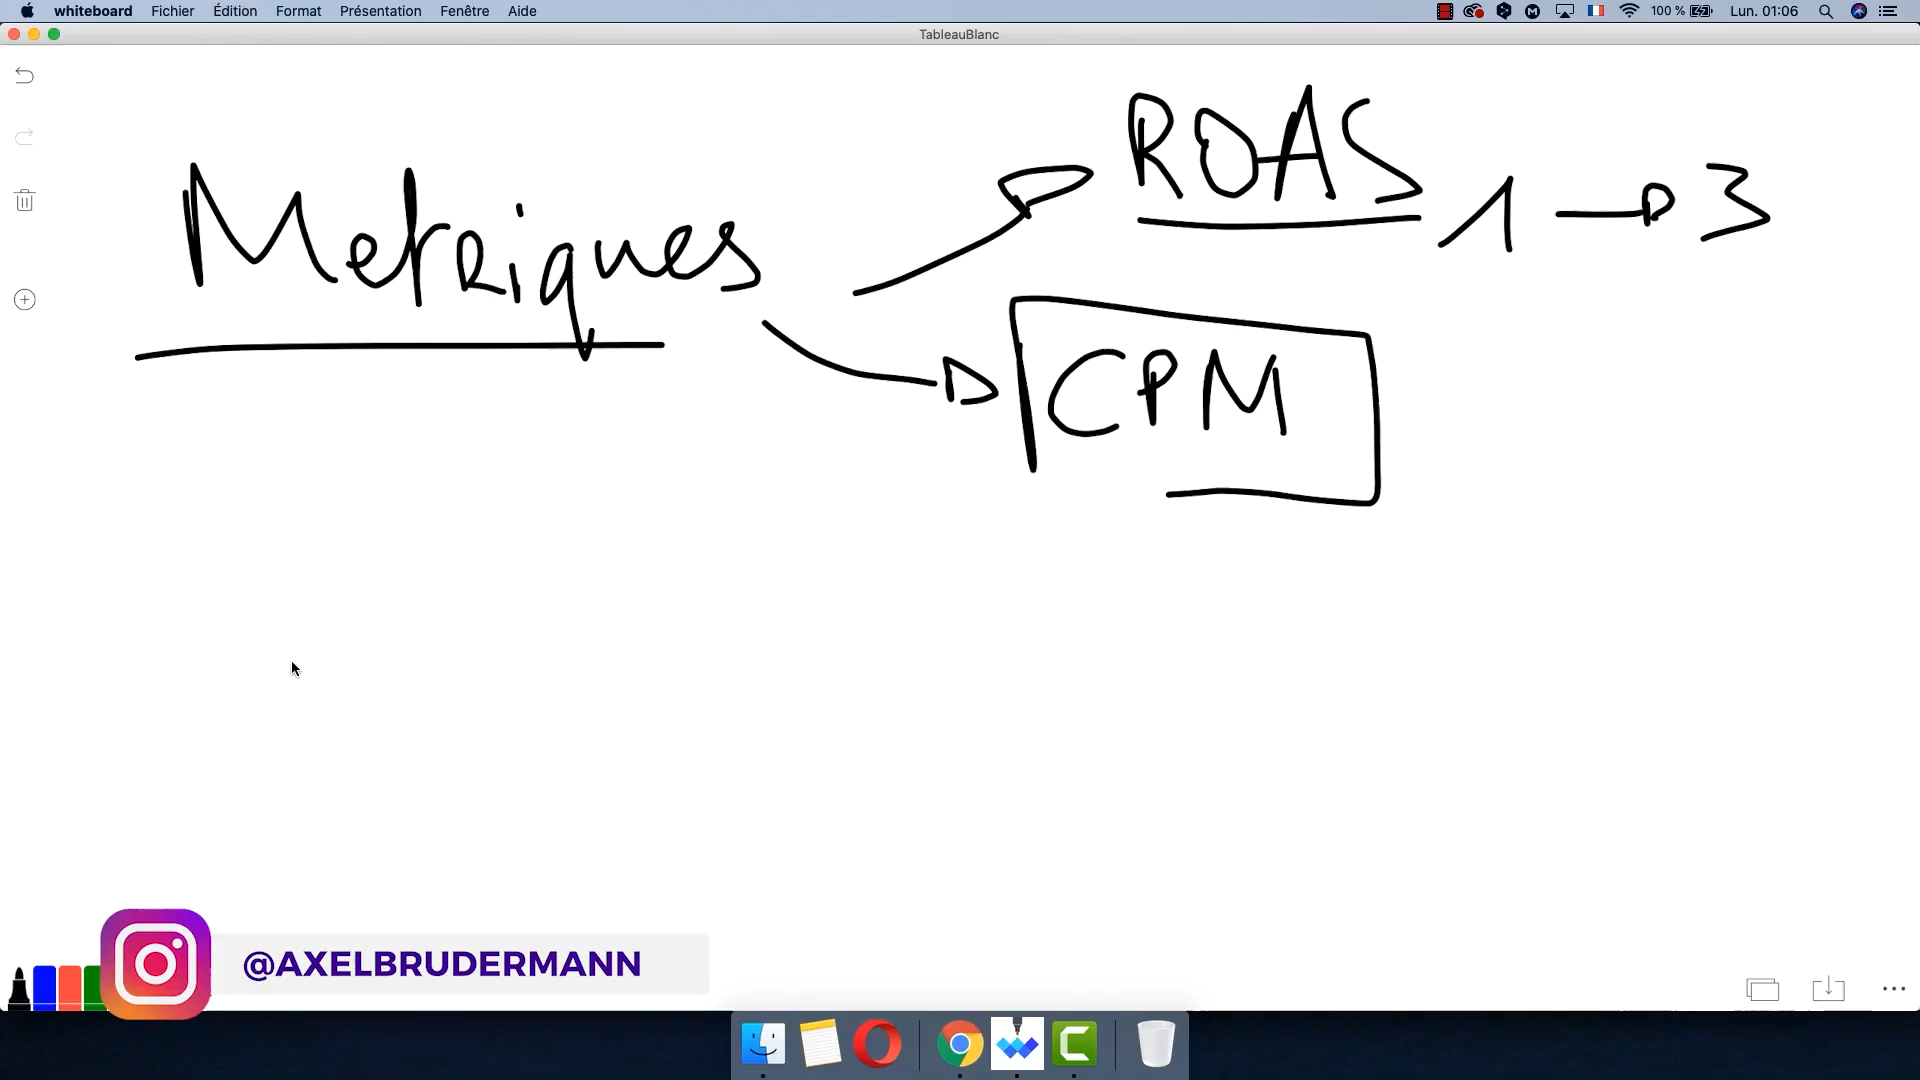 whiteboard Fichier Édition Format Présentation Fenêtre Aide 100 % Lun. 01:06
TableauBlanc
ROAS
Metriques
1 3
CPM
@AXELBRUDERMANN